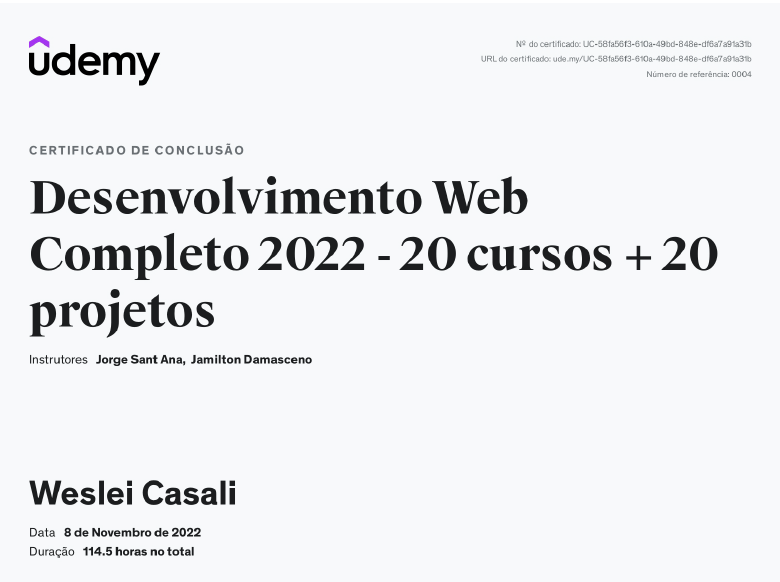 udemy
Nº do certificado: UC-58fa56f3-610a-49bd-848e-df6a7a91a31b
URL do certificado: ude.my/UC-58fa56f3-610a-49bd-848e-df6a7a91a31b
Número de referência: 0004
CERTIFICADO DE CONCLUSÃO
Desenvolvimento Web
Completo 2022 - 20 cursos + 20
projetos
Instrutores Jorge Sant Ana, Jamilton Damasceno
Weslei Casali
Data 8 de Novembro de 2022
Duração 114.5 horas no total